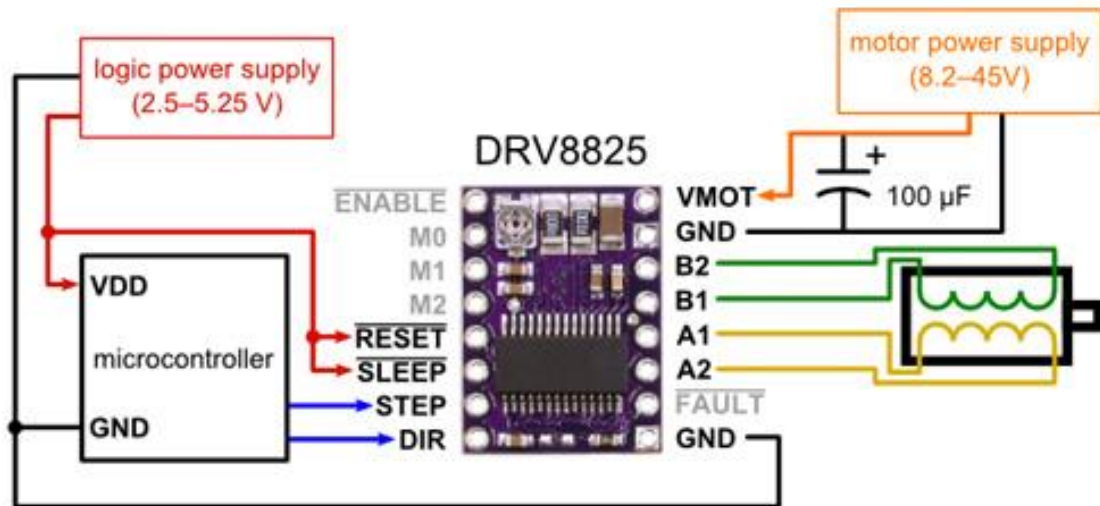 logic power supply
(2.5–5.25 V)
motor power supply
(8.2–45V)
DRV8825
+
100 µF
ENABLE
M0
M1
M2
RESET
SLEEP
STEP
DIR
VMOT
GND
B2
B1
A1
A2
FAULT
GND
VDD
microcontroller
GND